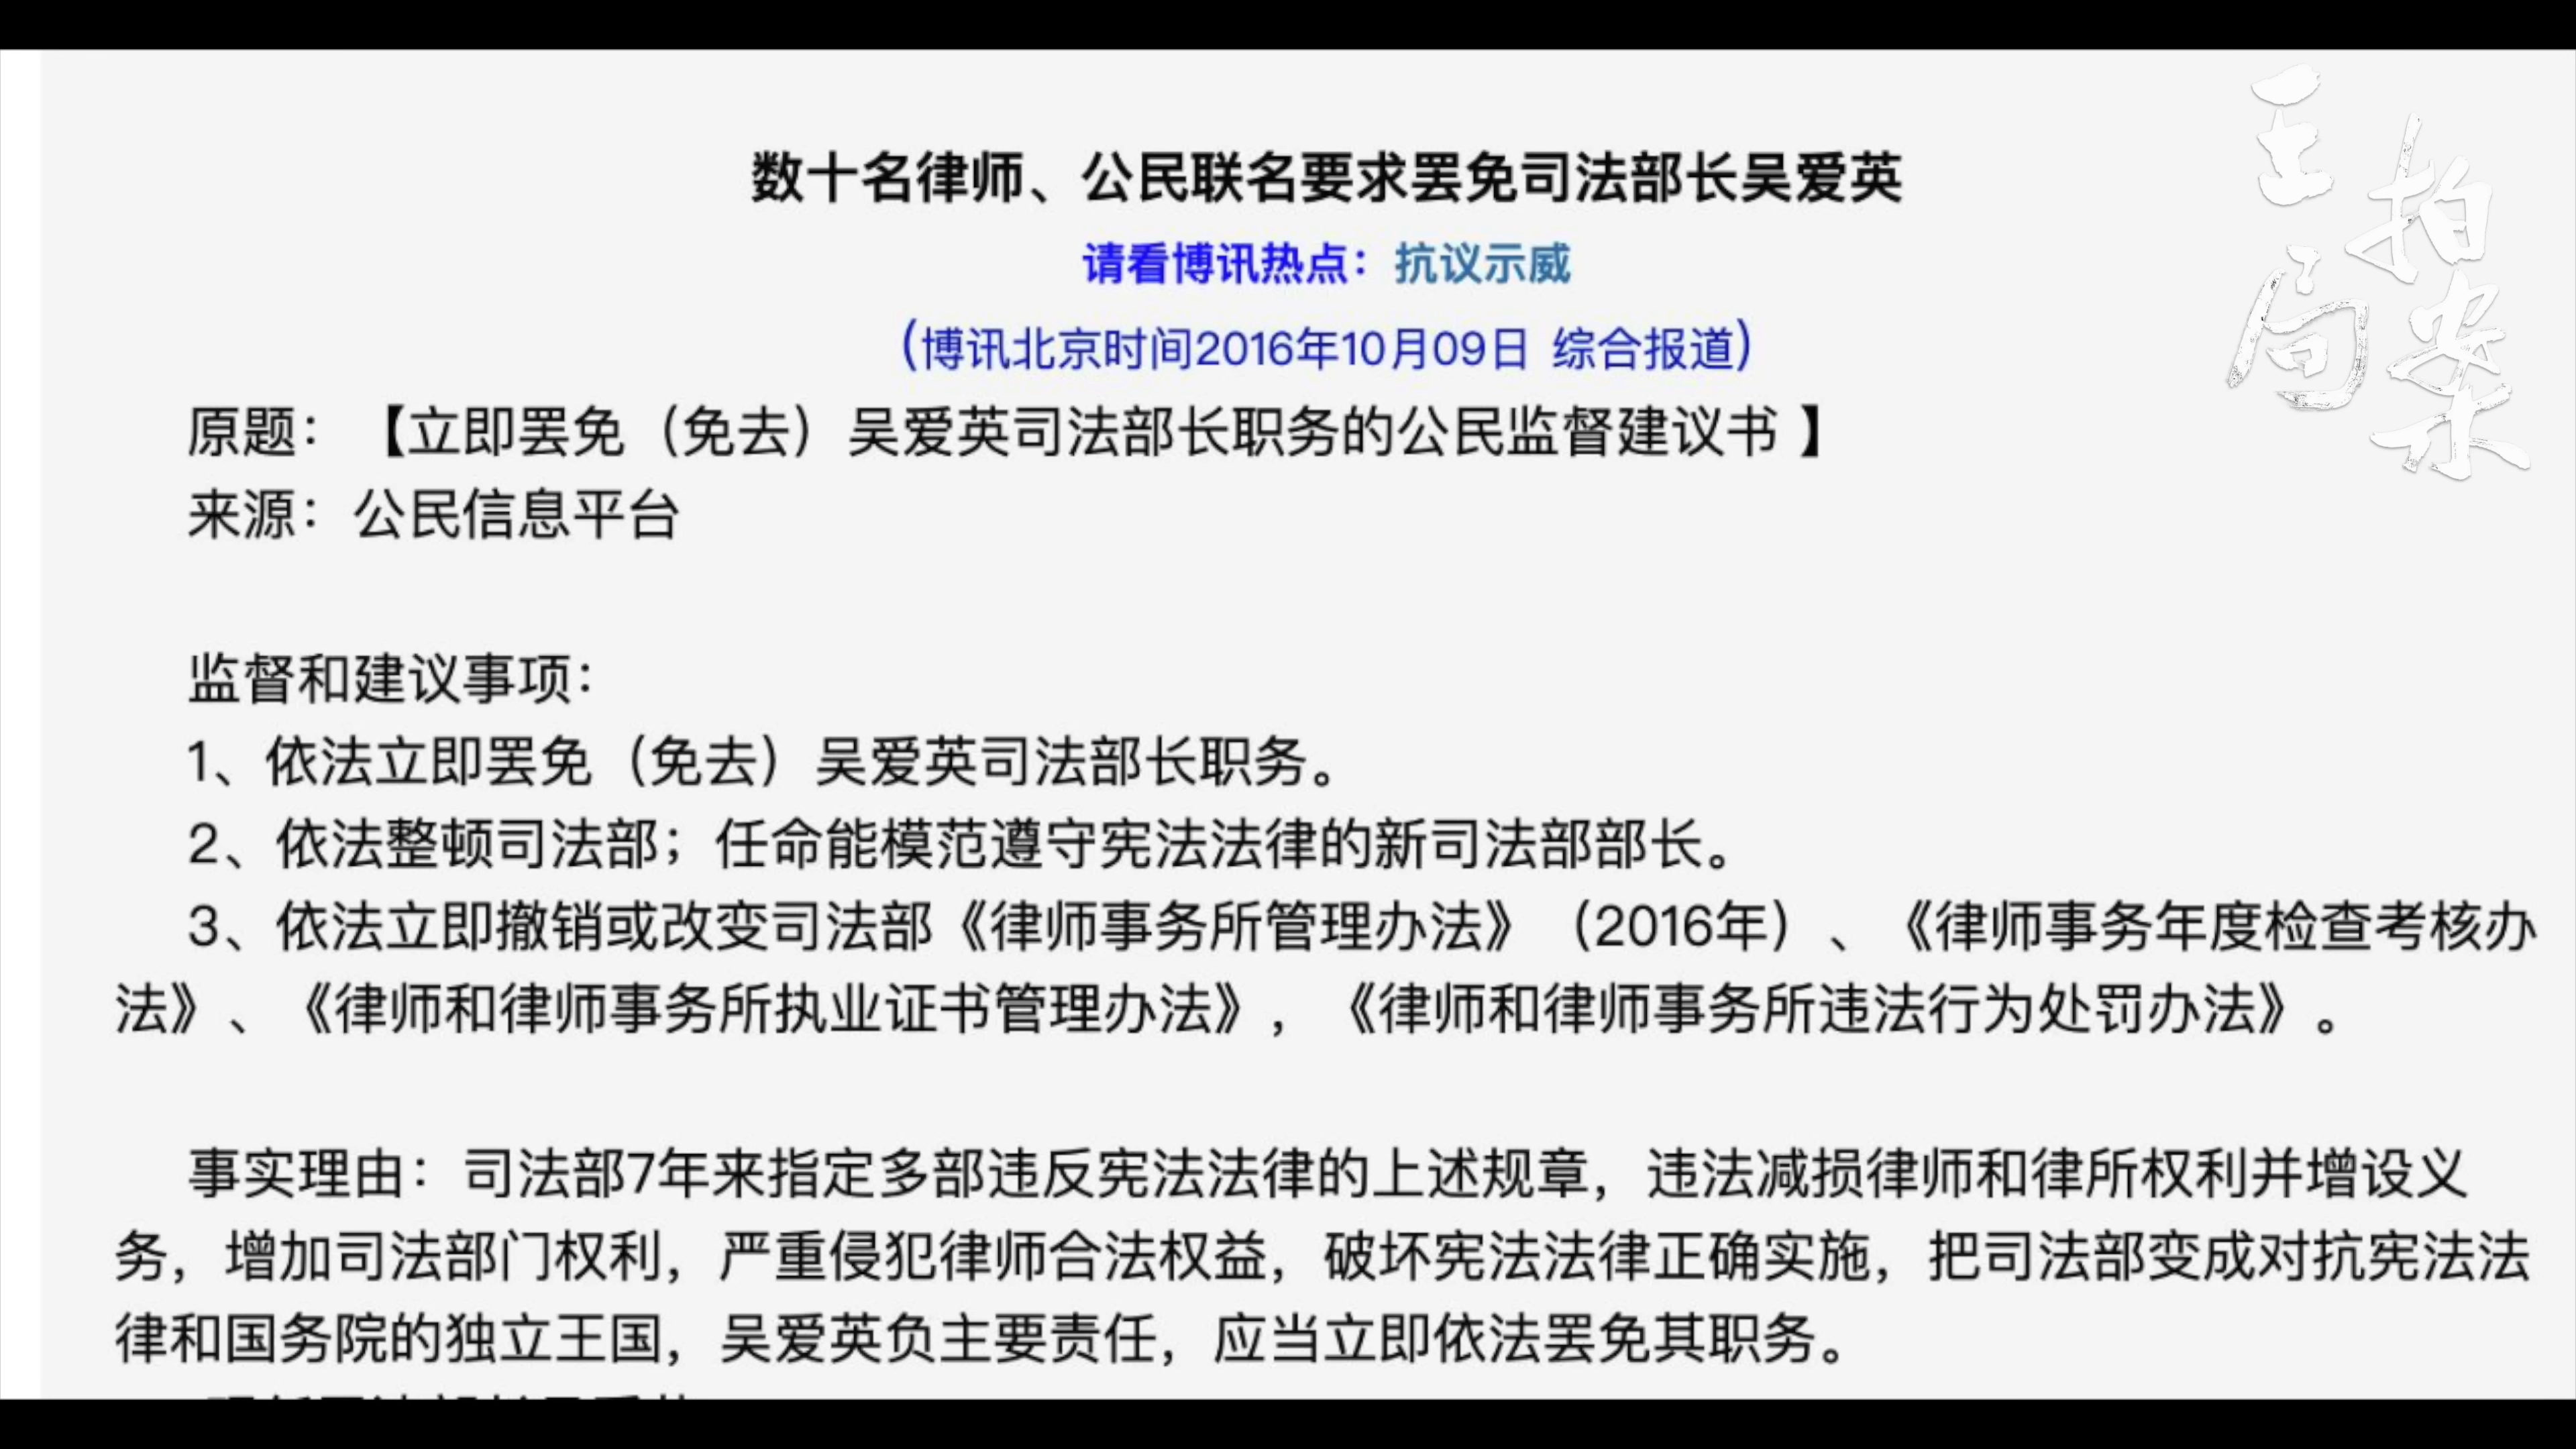 数十名律师、公民联名要求罢免司法部长吴爱英
请看博讯热点：抗议示威
(博讯北京时间2016年10月09日 综合报道)
原题：【立即罢免（免去）吴爱英司法部长职务的公民监督建议书 】
来源：公民信息平台
监督和建议事项：
1、依法立即罢免（免去）吴爱英司法部长职务。
2、依法整顿司法部；任命能模范遵守宪法法律的新司法部部长。
3、依法立即撤销或改变司法部《律师事务所管理办法》（2016年）、《律师事务年度检查考核办
法》、《律师和律师事务所执业证书管理办法》，《律师和律师事务所违法行为处罚办法》。
事实理由：司法部7年来指定多部违反宪法法律的上述规章，违法减损律师和律所权利并增设义
务，增加司法部门权利，严重侵犯律师合法权益，破坏宪法法律正确实施，把司法部变成对抗宪法法
律和国务院的独立王国，吴爱英负主要责任，应当立即依法罢免其职务。
王局
拍案